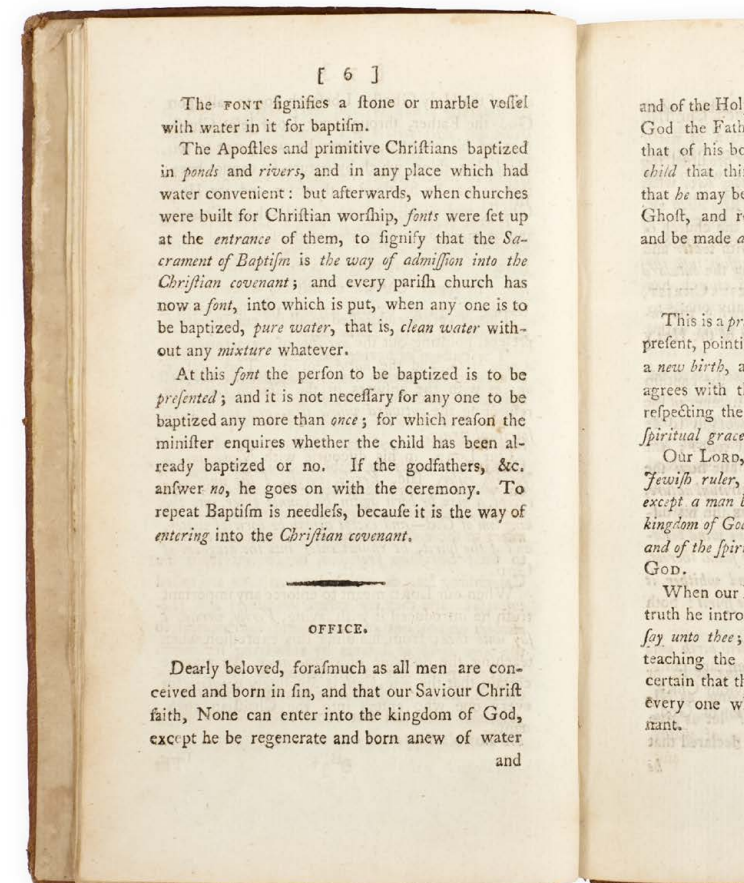 [ 6 ]
The FONT ſignifies a ſtone or marble veſſel
with water in it for baptiſm.
The Apoſtles and primitive Chriſtians baptized
in ponds and rivers, and in any place which had
water convenient: but afterwards, when churches
were built for Chriſtian worſhip, fonts were ſet up
at the entrance of them, to ſignify that the Sa-
crament of Baptiſm is the way of admiſſion into the
Chriſtian covenant; and every pariſh church has
now a font, into which is put, when any one is to
be baptized, pure water, that is, clean water with-
out any mixture whatever.
At this font the perſon to be baptized is to be
preſented; and it is not neceſſary for any one to be
baptized any more than once; for which reaſon the
miniſter enquires whether the child has been al-
ready baptized or no. If the godfathers, &c.
anſwer no, he goes on with the ceremony. To
repeat Baptiſm is needleſs, becauſe it is the way of
entering into the Chriſtian covenant.
OFFICE.
Dearly beloved, foraſmuch as all men are con-
ceived and born in ſin, and that our Saviour Chriſt
ſaith, None can enter into the kingdom of God,
except he be regenerate and born anew of water
and
and of the Hol
God the Fath
that of his bo
child that thi
that he may be
Ghoſt, and r
and be made a
This is a pr
preſent, pointi
a new birth, a
agrees with t
reſpecting the
ſpiritual grace
Our LORD,
Jewiſh ruler,
except a man b
kingdom of God
and of the ſpir
GOD.
When our
truth he intro
ſay unto thee;
teaching the
certain that th
every one w
nant.